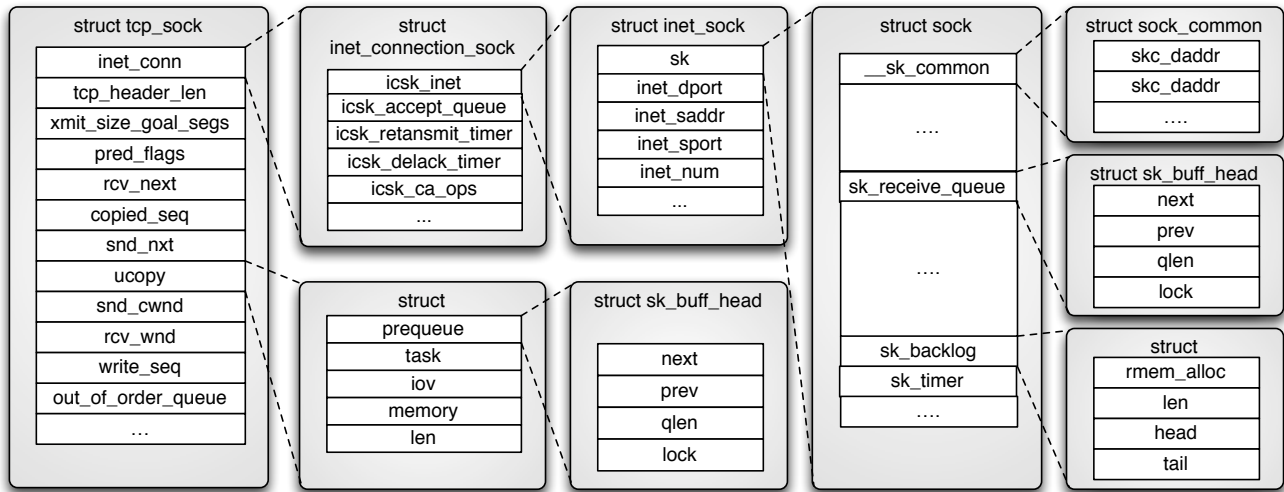 struct tcp_sock
inet_conn
tcp_header_len
xmit_size_goal_segs
pred_flags
rcv_next
copied_seq
snd_nxt
ucopy
snd_cwnd
rcv_wnd
write_seq
out_of_order_queue
...
struct
inet_connection_sock
icsk_inet
icsk_accept_queue
icsk_retansmit_timer
icsk_delack_timer
icsk_ca_ops
...
struct inet_sock
sk
inet_dport
inet_saddr
inet_sport
inet_num
...
struct
prequeue
task
iov
memory
len
struct sk_buff_head
next
prev
qlen
lock
struct sock
__sk_common
....
sk_receive_queue
....
sk_backlog
sk_timer
....
struct sock_common
skc_daddr
skc_daddr
....
struct sk_buff_head
next
prev
qlen
lock
struct
rmem_alloc
len
head
tail